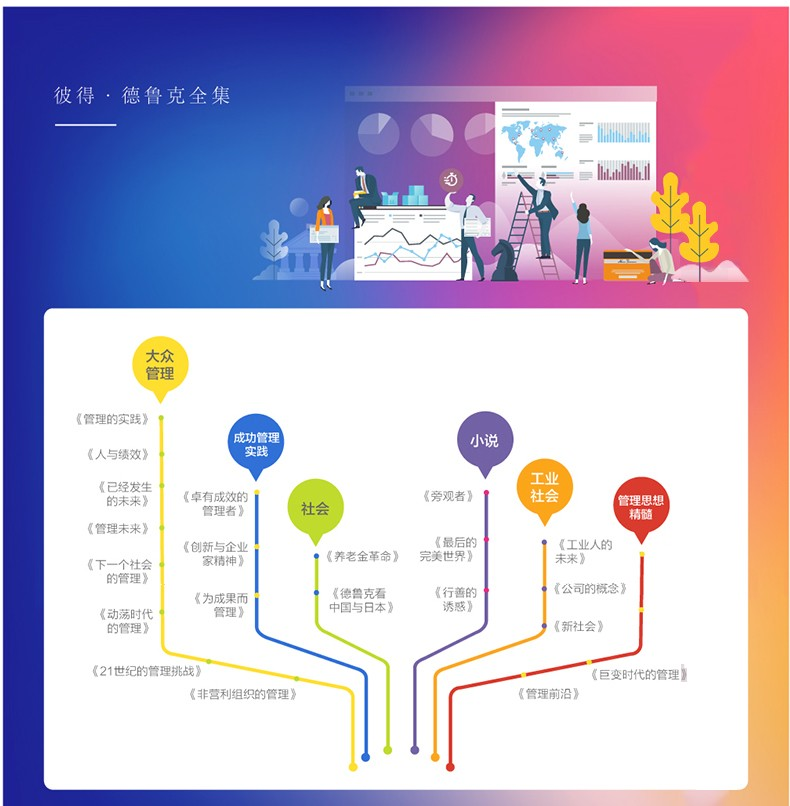 彼得·德鲁克全集
大众
管理
《管理的实践》
《人与绩效》
《已经发生
的未来》
《管理未来》
《下一个社会
的管理》
《动荡时代
的管理》
《21世纪的管理挑战》
《非营利组织的管理》
成功管理
实践
《卓有成效的
管理者》
《创新与企业
家精神》
《为成果而
管理》
社会
《养老金革命》
《德鲁克看
中国与日本》
小说
《旁观者》
《最后的
完美世界》
《行善的
诱惑》
工业
社会
《工业人的
未来》
《公司的概念》
《新社会》
管理思想
精髓
《巨变时代的管理》
《管理前沿》